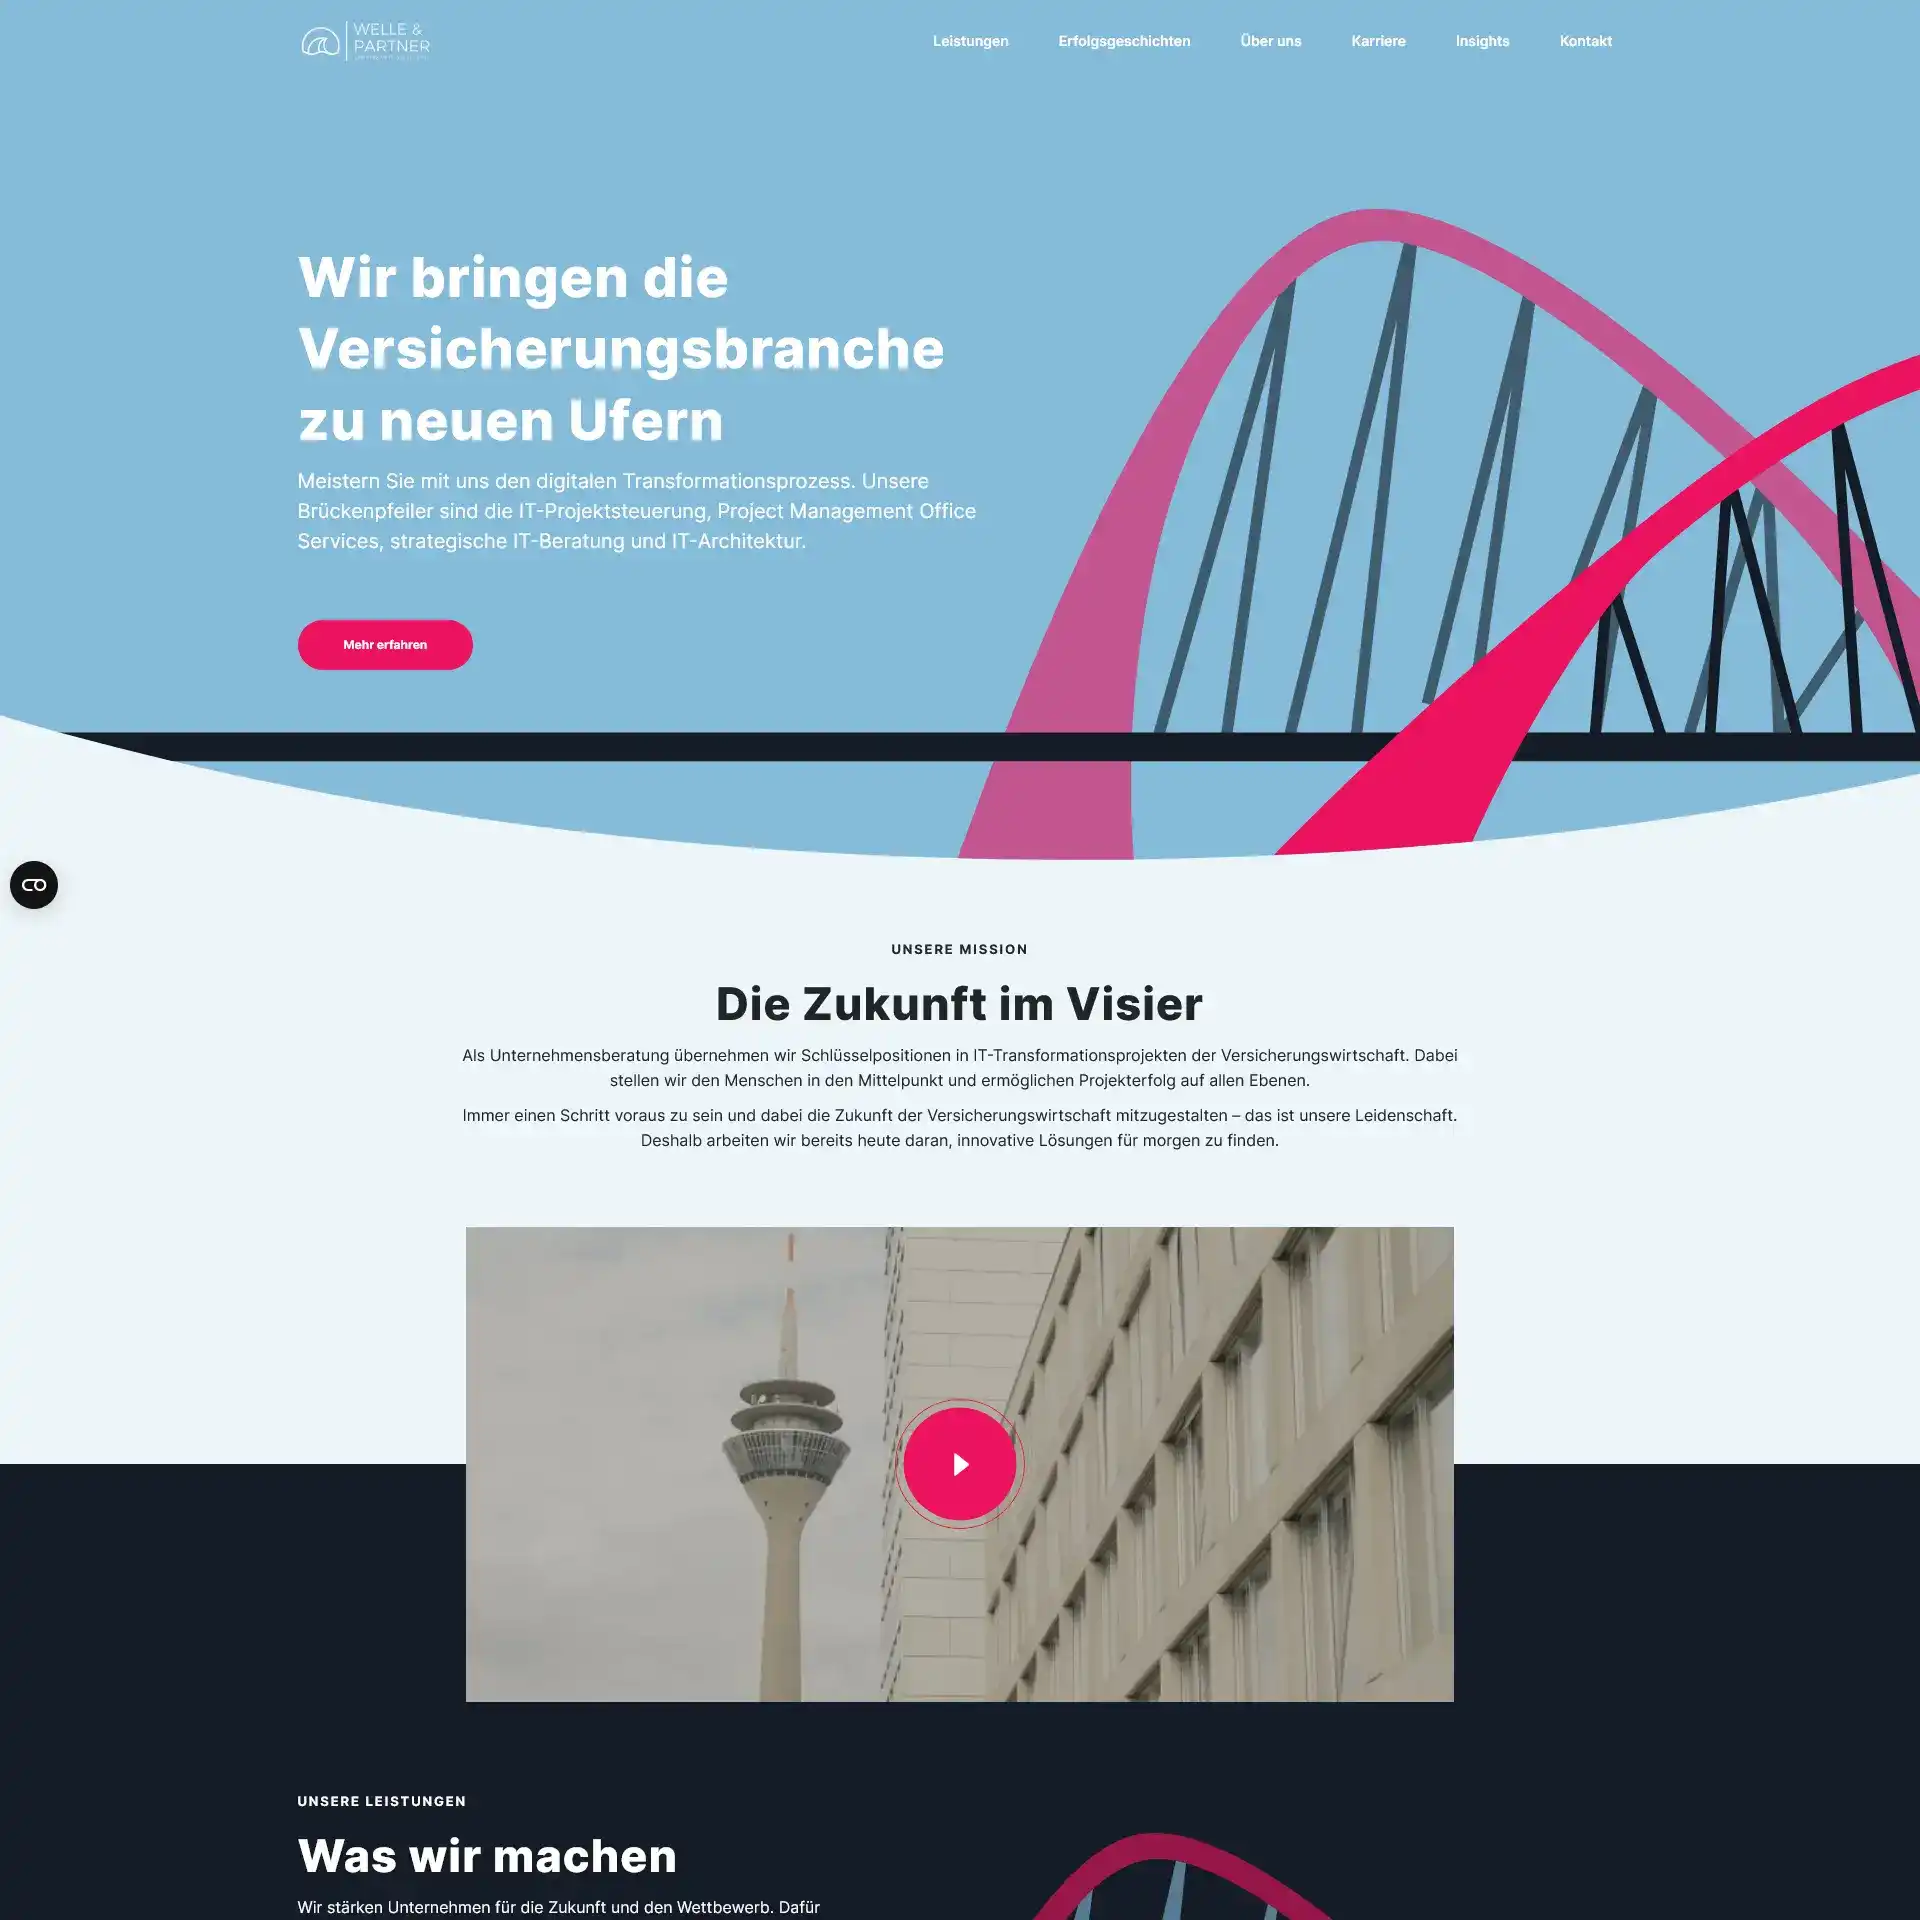 WELLE &
PARTNER
Leistungen
Erfolgsgeschichten
Über uns
Karriere
Insights
Kontakt
Wir bringen die
Versicherungsbranche
zu neuen Ufern
Meistern Sie mit uns den digitalen Transformationsprozess. Unsere
Brückenpfeiler sind die IT-Projektsteuerung, Project Management Office
Services, strategische IT-Beratung und IT-Architektur.
Mehr erfahren
UNSERE MISSION
Die Zukunft im Visier
Als Unternehmensberatung übernehmen wir Schlüsselpositionen in IT-Transformationsprojekten der Versicherungswirtschaft. Dabei
stellen wir den Menschen in den Mittelpunkt und ermöglichen Projekterfolg auf allen Ebenen.
Immer einen Schritt voraus zu sein und dabei die Zukunft der Versicherungswirtschaft mitzugestalten – das ist unsere Leidenschaft.
Deshalb arbeiten wir bereits heute daran, innovative Lösungen für morgen zu finden.
UNSERE LEISTUNGEN
Was wir machen
Wir stärken Unternehmen für die Zukunft und den Wettbewerb. Dafür